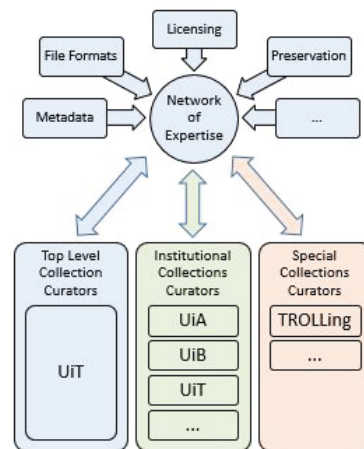 Licensing
File Formats
Preservation
Metadata
Network
of
Expertise
...
Top Level
Collection
Curators
UiT
Institutional
Collections
Curators
UiA
UiB
UiT
...
Special
Collections
Curators
TROLLing
...